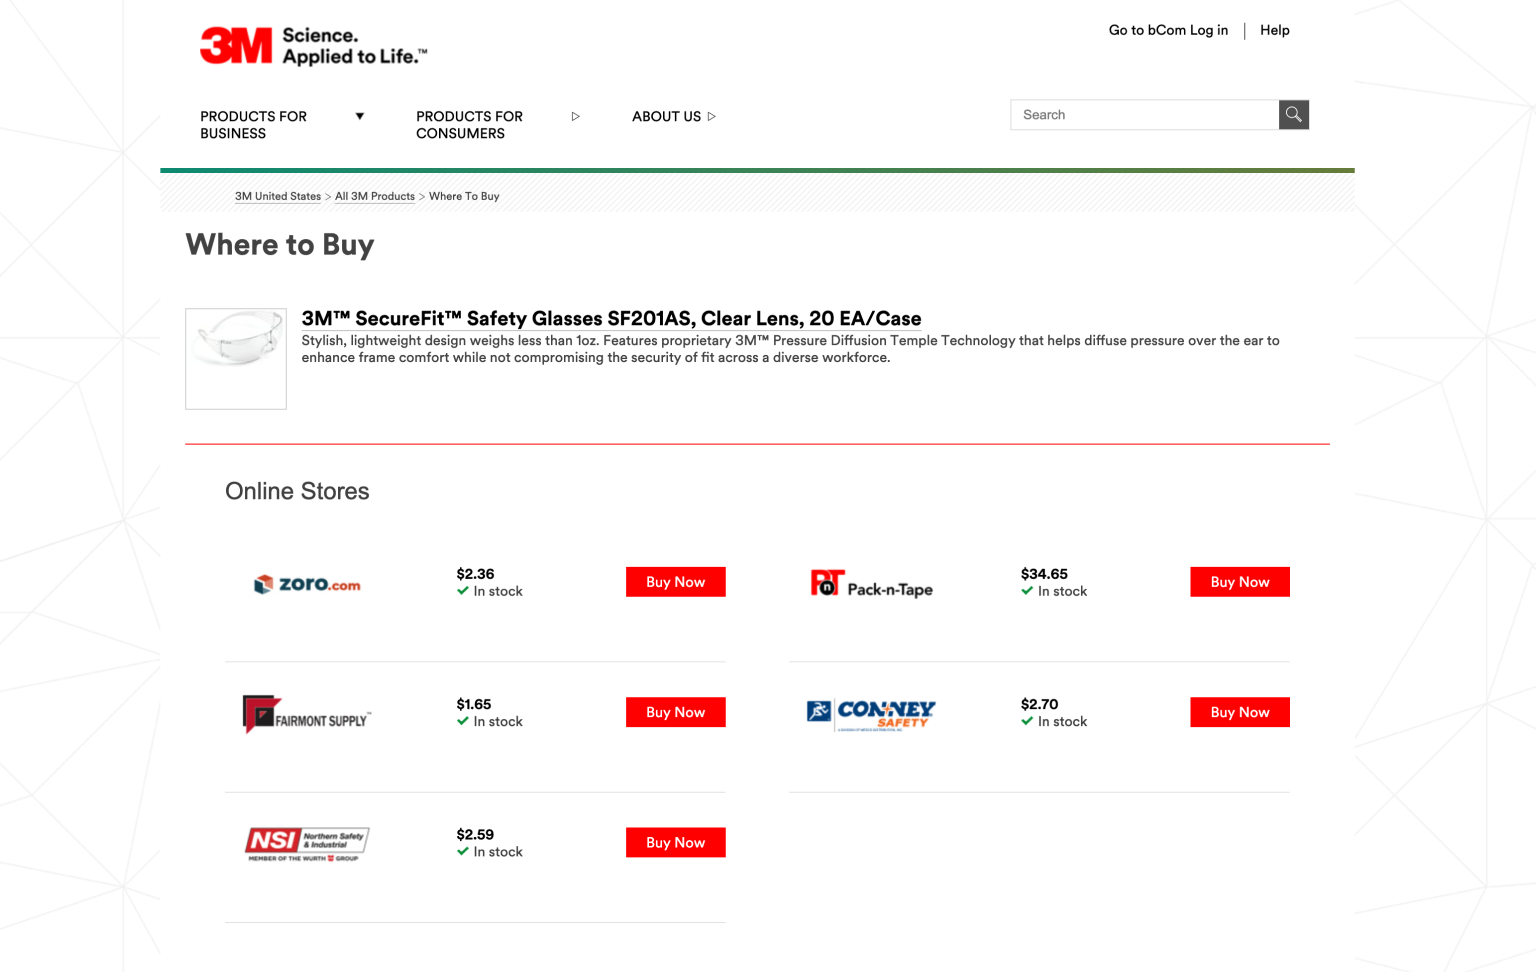 3M Science.
Applied to Life.™
Go to bCom Log in | Help
PRODUCTS FOR
BUSINESS
PRODUCTS FOR
CONSUMERS
ABOUT US
Search
3M United States > All 3M Products > Where To Buy
Where to Buy
3M™ SecureFit™ Safety Glasses SF201AS, Clear Lens, 20 EA/Case
Stylish, lightweight design weighs less than 1oz. Features proprietary 3M™ Pressure Diffusion Temple Technology that helps diffuse pressure over the ear to
enhance frame comfort while not compromising the security of fit across a diverse workforce.
Online Stores
zoro.com
$2.36
In stock
Buy Now
PnT Pack-n-Tape
$34.65
In stock
Buy Now
FAIRMONT SUPPLY™
$1.65
In stock
Buy Now
CONNEY
SAFETY
$2.70
In stock
Buy Now
NSI Northern Safety
& Industrial
MEMBER OF THE WURTH GROUP
$2.59
In stock
Buy Now